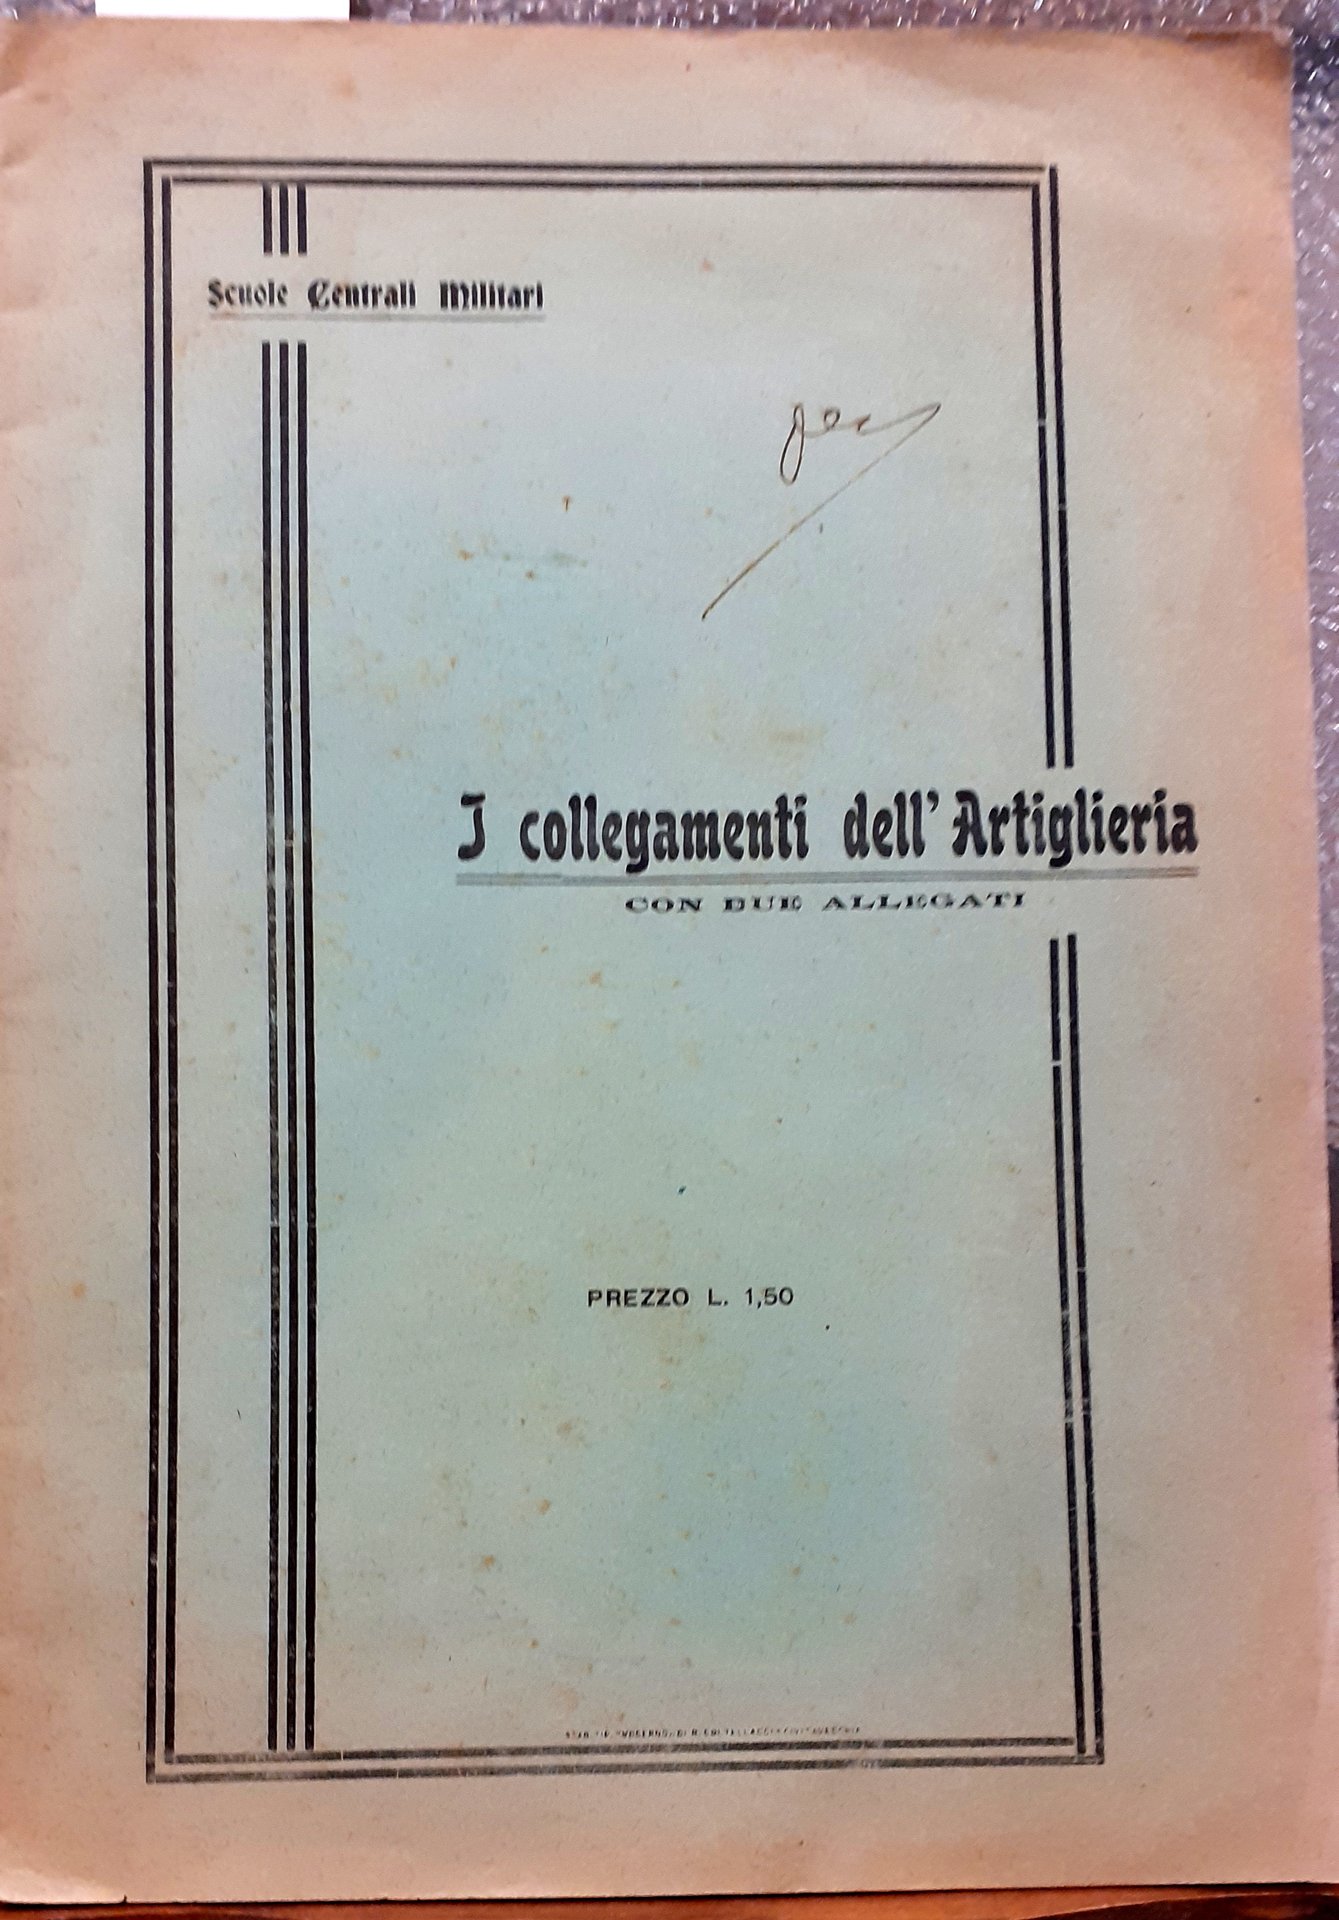 Scuole Centrali Militari
I collegamenti dell'Artiglieria
CON DUE ALLEGATI
PREZZO L. 1,50